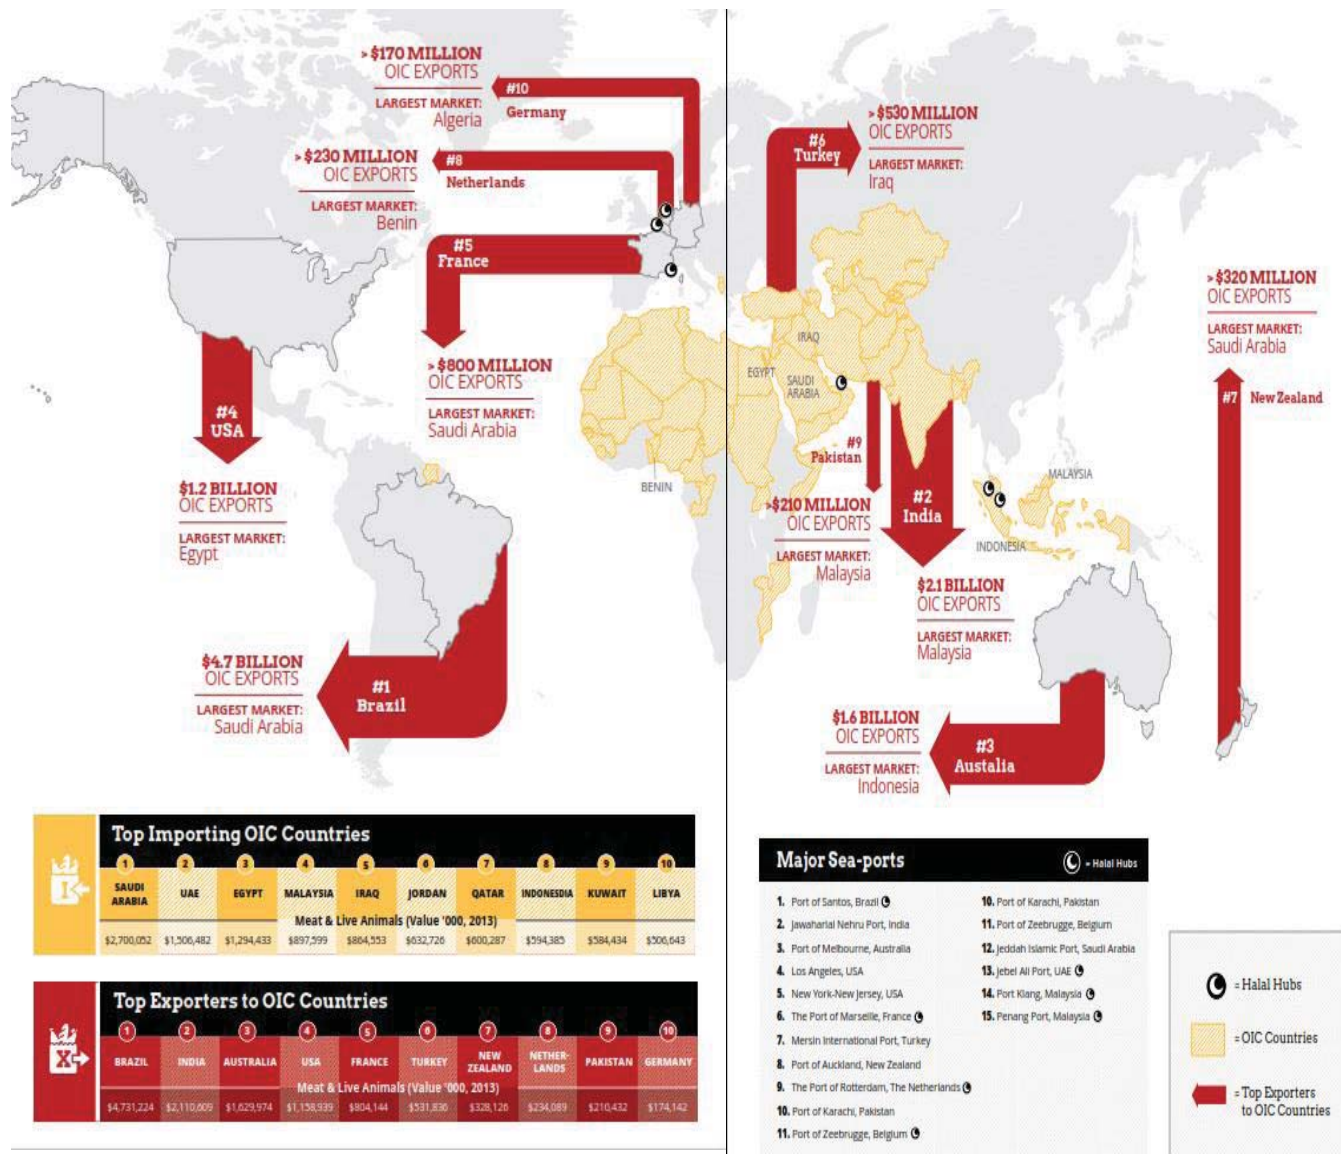 > $170 MILLION
OIC EXPORTS
LARGEST MARKET:
Algeria
#10
Germany
> $230 MILLION
OIC EXPORTS
LARGEST MARKET:
Benin
#8
Netherlands
#5
France
> $800 MILLION
OIC EXPORTS
LARGEST MARKET:
Saudi Arabia
#4
USA
$1.2 BILLION
OIC EXPORTS
LARGEST MARKET:
Egypt
$4.7 BILLION
OIC EXPORTS
LARGEST MARKET:
Saudi Arabia
#1
Brazil
BENIN
#6
Turkey
> $530 MILLION
OIC EXPORTS
LARGEST MARKET:
Iraq
IRAQ
EGYPT
SAUDI
ARABIA
#9
Pakistan
>$210 MILLION
OIC EXPORTS
LARGEST MARKET:
Malaysia
#2
India
$2.1 BILLION
OIC EXPORTS
LARGEST MARKET:
Malaysia
MALAYSIA
INDONESIA
> $320 MILLION
OIC EXPORTS
LARGEST MARKET:
Saudi Arabia
#7 New Zealand
$1.6 BILLION
OIC EXPORTS
LARGEST MARKET:
Indonesia
#3
Austalia
Top Importing OIC Countries
1 2 3 4 5 6 7 8 9 10
SAUDI ARABIA UAE EGYPT MALAYSIA IRAQ JORDAN QATAR INDONESDIA KUWAIT LIBYA
Meat & Live Animals (Value '000, 2013)
$2,700,052 $1,506,482 $1,294,433 $897,599 $864,553 $632,726 $600,287 $594,385 $584,434 $506,643
Top Exporters to OIC Countries
1 2 3 4 5 6 7 8 9 10
BRAZIL INDIA AUSTRALIA USA FRANCE TURKEY NEW ZEALAND NETHER-LANDS PAKISTAN GERMANY
Meat & Live Animals (Value '000, 2013)
$4,731,224 $2,110,609 $1,629,974 $1,158,939 $804,144 $531,836 $328,126 $234,089 $210,432 $174,142
Major Sea-ports
= Halal Hubs
1. Port of Santos, Brazil
2. Jawaharial Nehru Port, India
3. Port of Melbourne, Australia
4. Los Angeles, USA
5. New York-New Jersey, USA
6. The Port of Marseille, France
7. Mersin International Port, Turkey
8. Port of Auckland, New Zealand
9. The Port of Rotterdam, The Netherlands
10. Port of Karachi, Pakistan
11. Port of Zeebrugge, Belgium
10. Port of Karachi, Pakistan
11. Port of Zeebrugge, Belgium
12. Jeddah Islamic Port, Saudi Arabia
13. Jebel Ali Port, UAE
14. Port Klang, Malaysia
15. Penang Port, Malaysia
= Halal Hubs
= OIC Countries
= Top Exporters
to OIC Countries
I
X